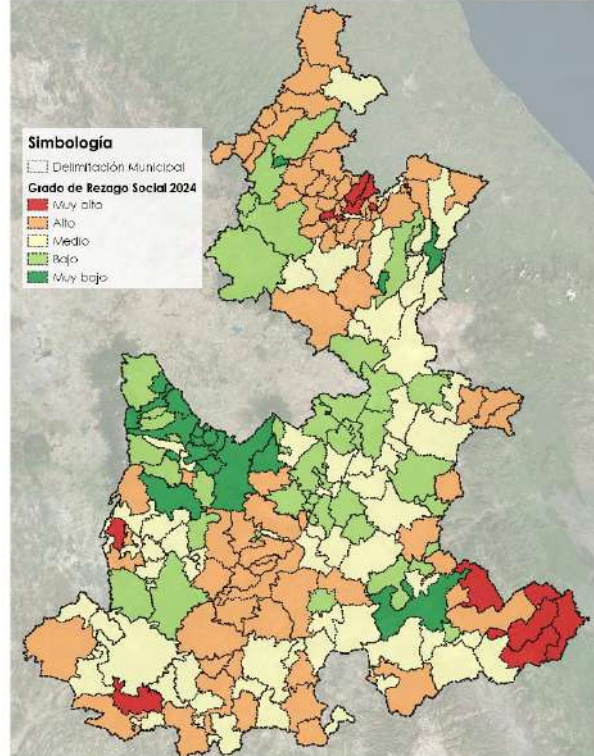 Simbología
Delimitación Municipal
Grado de Rezago Social 2024
Muy alto
Alto
Medio
Bajo
Muy bajo